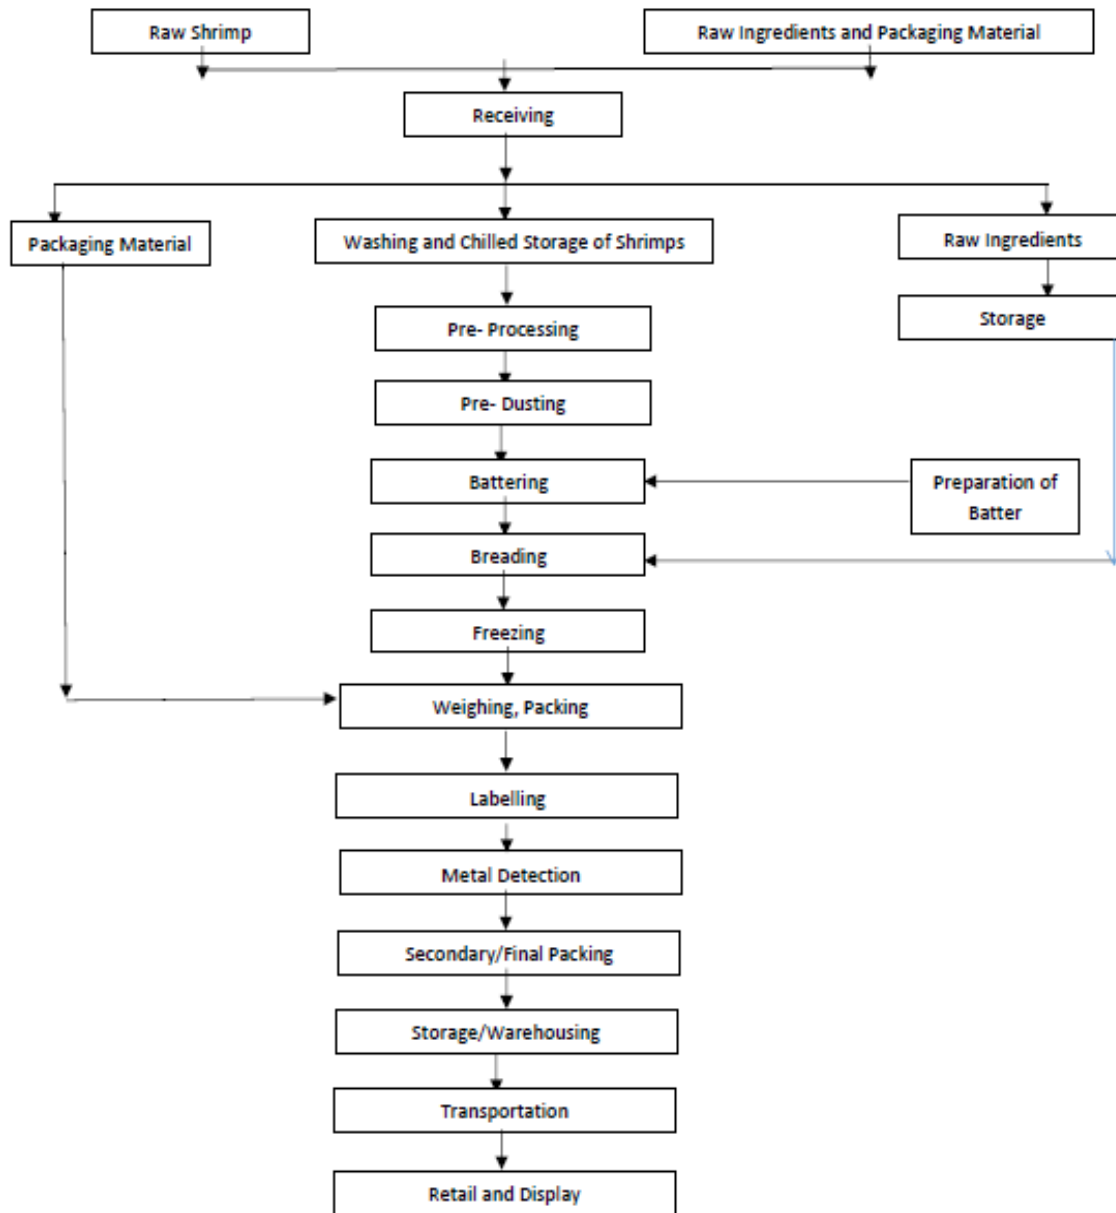 Raw Shrimp
Raw Ingredients and Packaging Material
Receiving
Packaging Material
Washing and Chilled Storage of Shrimps
Raw Ingredients
Storage
Pre- Processing
Pre- Dusting
Battering
Preparation of
Batter
Breading
Freezing
Weighing, Packing
Labelling
Metal Detection
Secondary/Final Packing
Storage/Warehousing
Transportation
Retail and Display